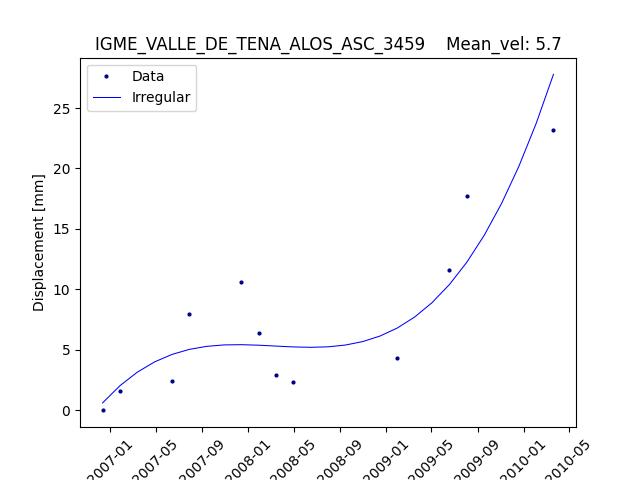 IGME_VALLE_DE_TENA_ALOS_ASC_3459    Mean_vel: 5.7
Data
Irregular
Displacement [mm]
25
20
15
10
5
0
2007-01 2007-05 2007-09 2008-01 2008-05 2008-09 2009-01 2009-05 2009-09 2010-01 2010-05